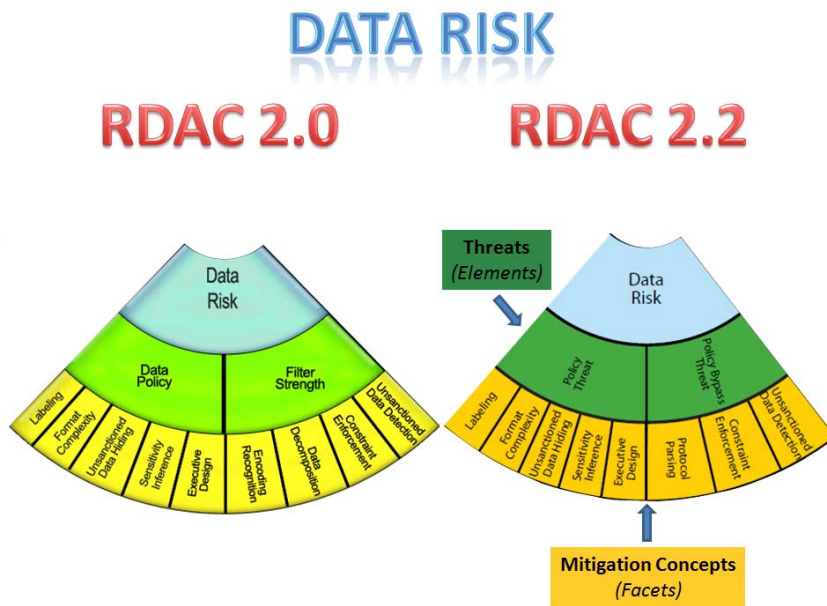 DATA RISK
RDAC 2.0
RDAC 2.2
Data
Risk
Data
Policy
Filter
Strength
Labeling
Format
Complexity
Unsanctioned
Data Hiding
Sensitivity
Inference
Executive
Design
Encoding
Recognition
Data
Decomposition
Constraint
Enforcement
Unsanctioned
Data Detection
Threats
(Elements)
Data
Risk
Policy
Threat
Policy Bypass
Threat
Labeling
Format
Complexity
Unsanctioned
Data Hiding
Sensitivity
Inference
Executive
Design
Protocol
Parsing
Constraint
Enforcement
Unsanctioned
Data Detection
Mitigation Concepts
(Facets)